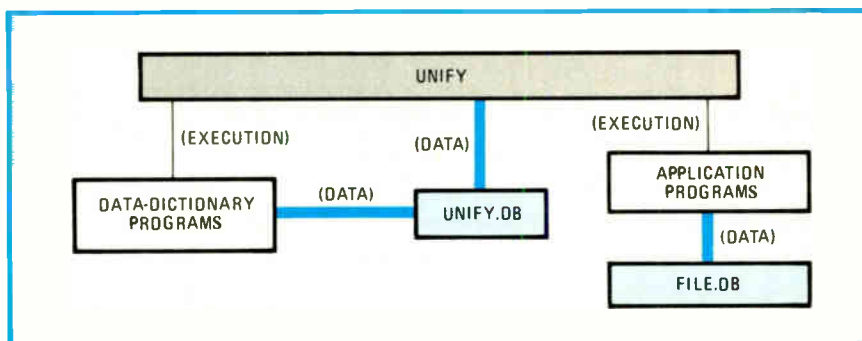 UNIFY
(EXECUTION)
(DATA)
(EXECUTION)
DATA-DICTIONARY
PROGRAMS
(DATA)
UNIFY.DB
APPLICATION
PROGRAMS
(DATA)
FILE.DB